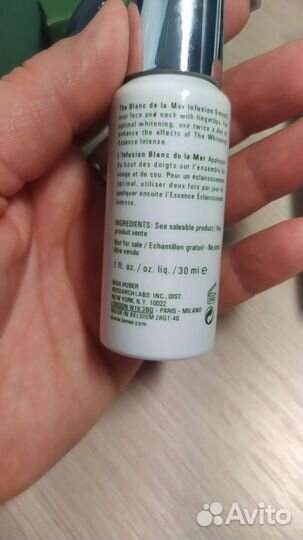 The Blanc de la Mer Infusion Smooth
over face and neck with fingertips. F
optimal whitening, use twice a day t
enhance the effects of The Whitening
Essence Intense.
L'Infusion Blanc de la Mer Appliquer
du bout des doigts sur l'ensemble du
visage et du cou. Pour un éclaircissement
optimal, utiliser deux fois par jour et
appliquer ensuite l'Essence Éclaircissante
Intense.
INGREDIENTS: See saleable product/Voir
produit vente
Not for sale / Echantillon gratuit - Ne peut
être vendu
1 fl. oz./oz. liq./30 ml e
MAX HUBER
RESEARCH LABS INC. DIST.
NEW YORK, N.Y. 10022
LONDON W1K 3BQ - PARIS - MILANO
MADE IN BELGIUM 2RGT-40
www.lamer.com
Avito